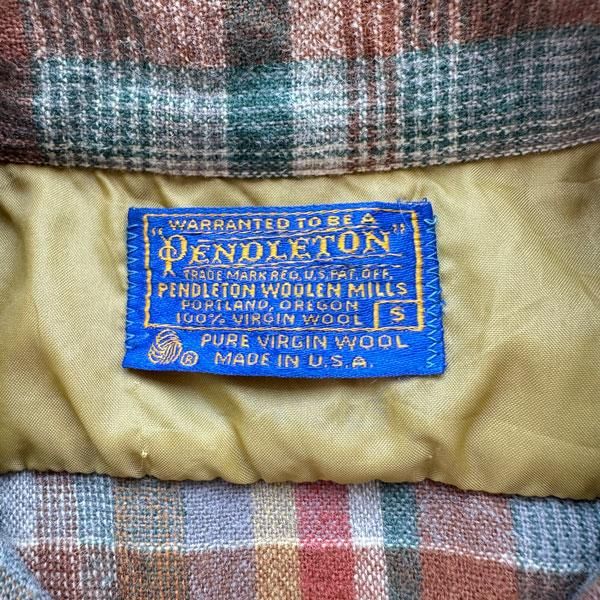 WARRANTED TO BE A
"PENDLETON"
TRADE MARK REG. U.S. PAT. OFF.
PENDLETON WOOLEN MILLS
PORTLAND, OREGON
100% VIRGIN WOOL S
® PURE VIRGIN WOOL
MADE IN U.S.A.